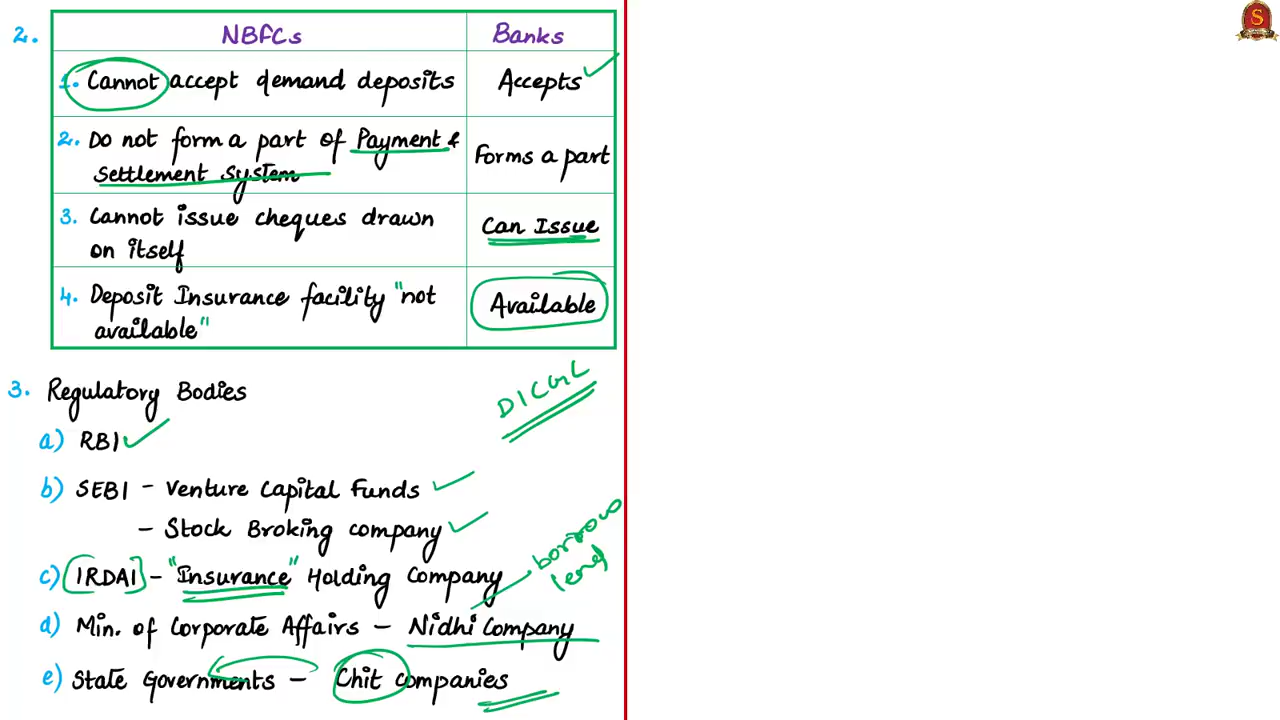 2.
NBFCs Banks
1. Cannot accept demand deposits Accepts
2. Do not form a part of Payment & Settlement System Forms a part
3. Cannot issue cheques drawn on itself Can Issue
4. Deposit Insurance facility "not available" Available
3. Regulatory Bodies
DICGC
a) RBI
b) SEBI - Venture Capital Funds
- Stock Broking company
borrow
lend
c) [IRDAI] - "Insurance" Holding Company
d) Min. of Corporate Affairs - Nidhi Company
e) State Governments - Chit companies
S